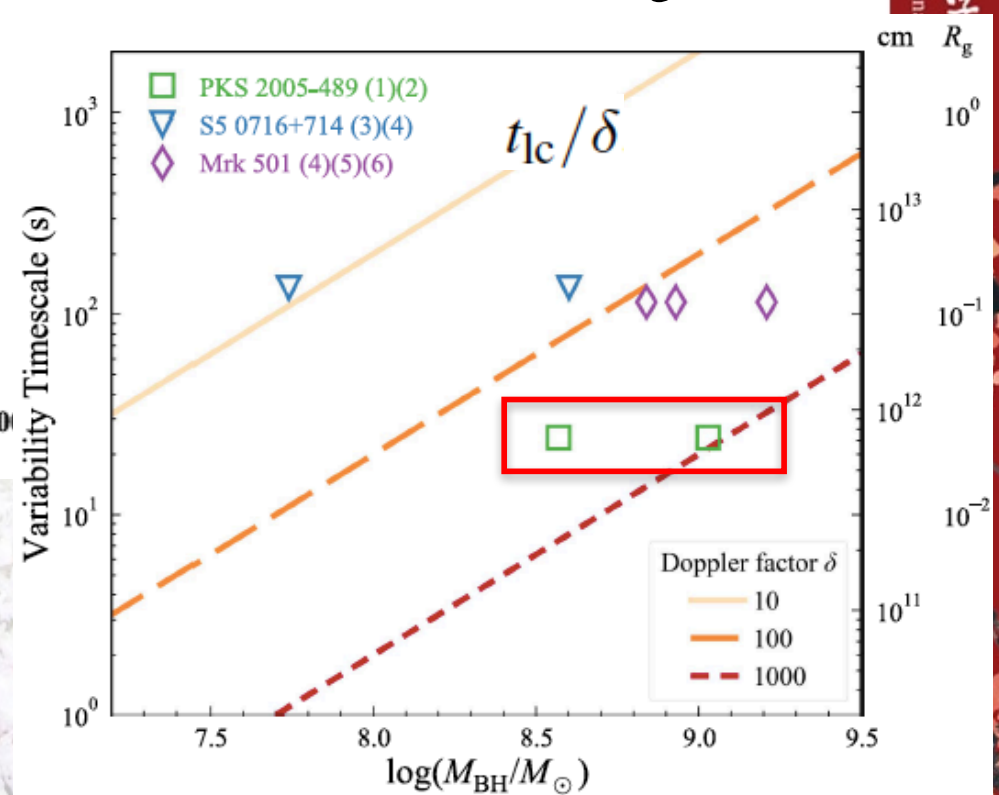 cm R_g
PKS 2005-489 (1)(2)
S5 0716+714 (3)(4)
Mrk 501 (4)(5)(6)
t_lc/δ
10^3
10^2
10^1
10^0
Variability Timescale (s)
10^13
10^12
10^11
10^0
10^-1
10^-2
Doppler factor δ
10
100
1000
7.5 8.0 8.5 9.0 9.5
log(M_BH/M_⊙)